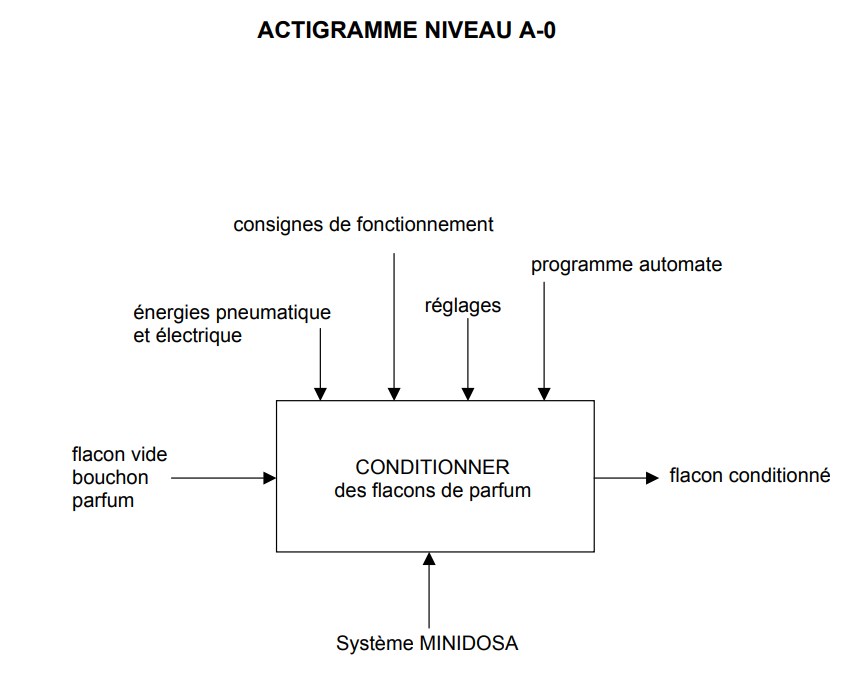 ACTIGRAMME NIVEAU A-0
consignes de fonctionnement
programme automate
réglages
énergies pneumatique
et électrique
flacon vide
bouchon
parfum
CONDITIONNER
des flacons de parfum
flacon conditionné
Système MINIDOSA